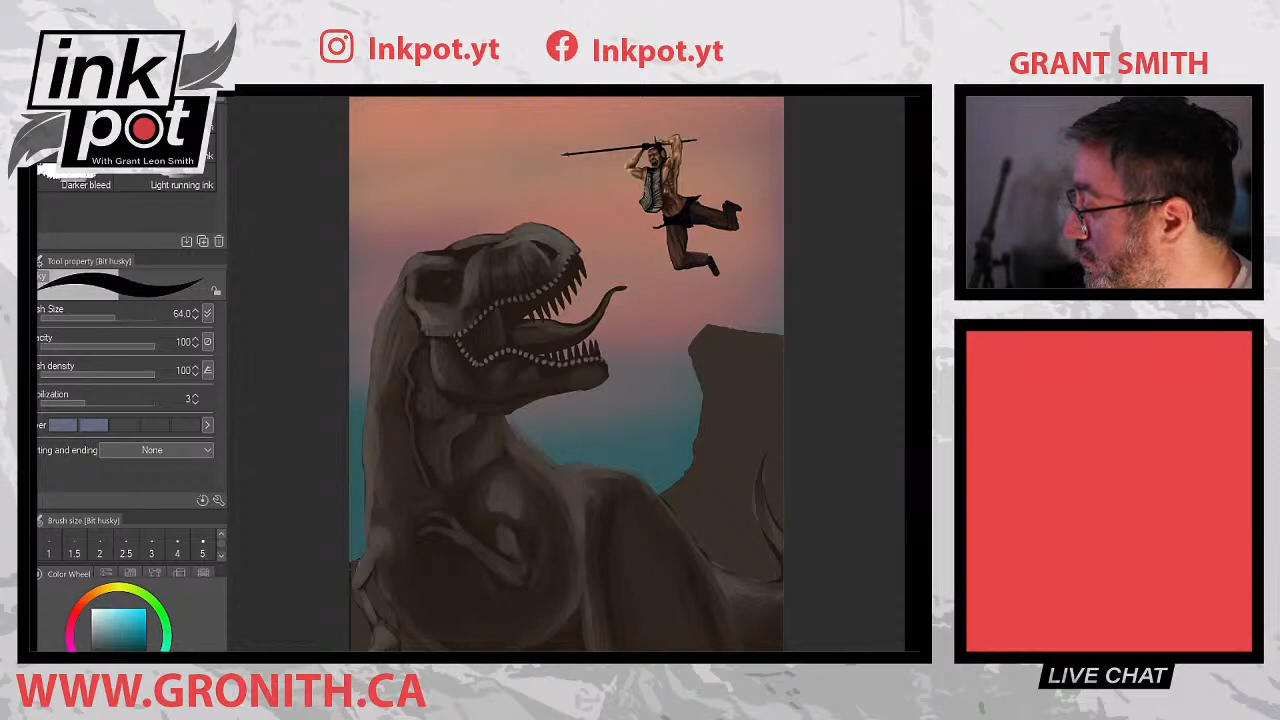 ink
pot
With Grant Leon Smith
Inkpot.yt
Inkpot.yt
GRANT SMITH
Darker bleed
Light running ink
Tool property [Bit husky]
Size
64.0
100
100
3
None
Brush size [Bit husky]
1 1.5 2 2.5 3 4 5
Color Wheel
WWW.GRONITH.CA
LIVE CHAT